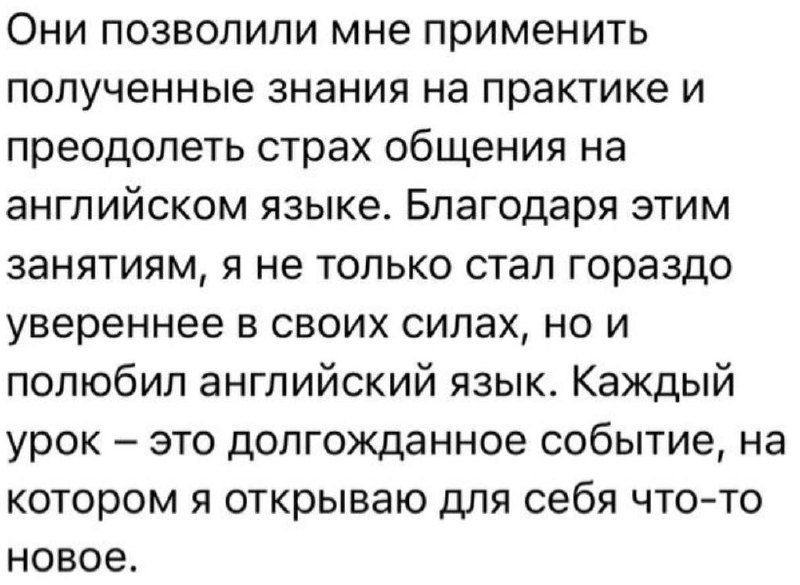 Они позволили мне применить
полученные знания на практике и
преодолеть страх общения на
английском языке. Благодаря этим
занятиям, я не только стал гораздо
увереннее в своих силах, но и
полюбил английский язык. Каждый
урок – это долгожданное событие, на
котором я открываю для себя что-то
новое.